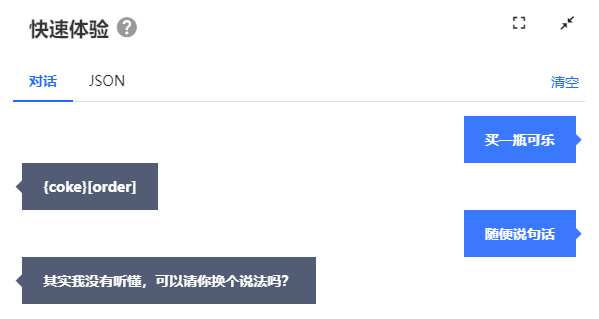 快速体验 ?
对话 JSON 清空
买一瓶可乐
{coke}[order]
随便说句话
其实我没有听懂，可以请你换个说法吗？